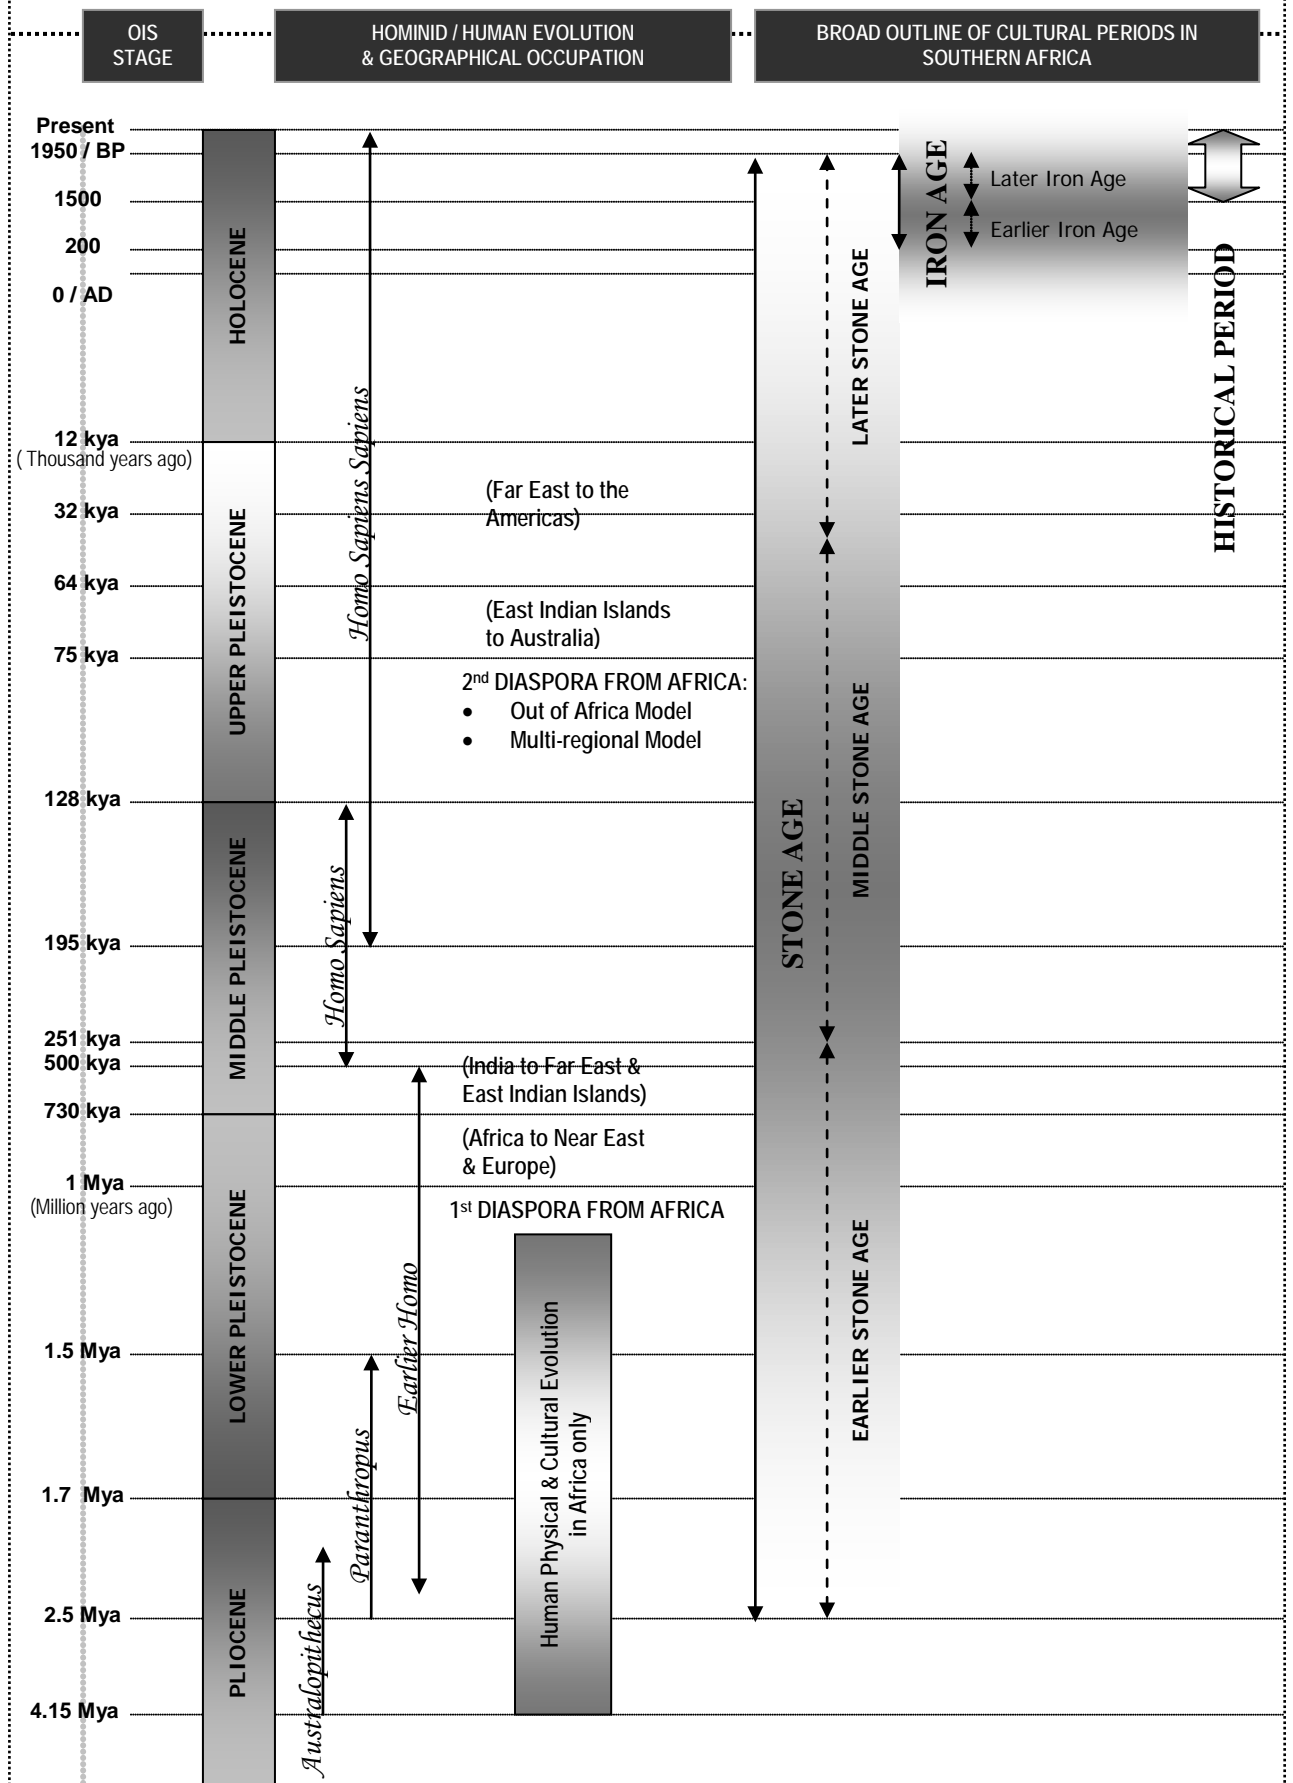 OIS
STAGE
HOMINID / HUMAN EVOLUTION
& GEOGRAPHICAL OCCUPATION
BROAD OUTLINE OF CULTURAL PERIODS IN
SOUTHERN AFRICA
Present
1950 / BP
1500
200
0 / AD
12 kya
( Thousand years ago)
32 kya
64 kya
75 kya
128 kya
195 kya
251 kya
500 kya
730 kya
1 Mya
(Million years ago)
1.5 Mya
1.7 Mya
2.5 Mya
4.15 Mya
HOLOCENE
UPPER PLEISTOCENE
MIDDLE PLEISTOCENE
LOWER PLEISTOCENE
PLIOCENE
Homo Sapiens Sapiens
Homo Sapiens
Earlier Homo
Paranthropus
Australopithecus
(Far East to the
Americas)
(East Indian Islands
to Australia)
2nd DIASPORA FROM AFRICA:
• Out of Africa Model
• Multi-regional Model
(India to Far East &
East Indian Islands)
(Africa to Near East
& Europe)
1st DIASPORA FROM AFRICA
Human Physical & Cultural Evolution
in Africa only
STONE AGE
LATER STONE AGE
MIDDLE STONE AGE
EARLIER STONE AGE
IRON AGE
Later Iron Age
Earlier Iron Age
HISTORICAL PERIOD